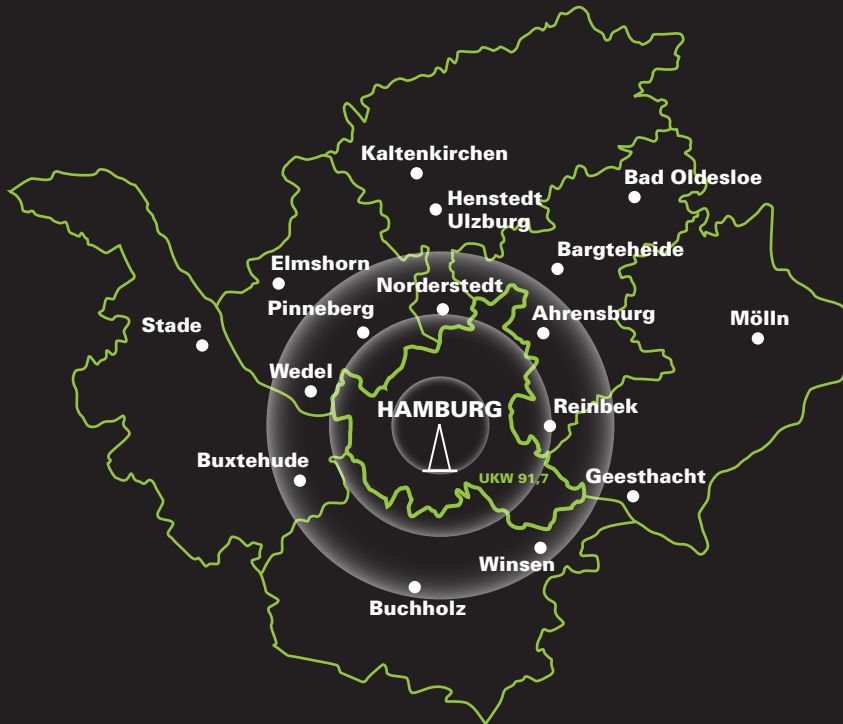 Kaltenkirchen
Bad Oldesloe
Henstedt
Ulzburg
Bargteheide
Elmshorn
Norderstedt
Pinneberg
Ahrensburg
Mölln
Stade
Wedel
HAMBURG
Reinbek
Buxtehude
UKW 91,7
Geesthacht
Winsen
Buchholz